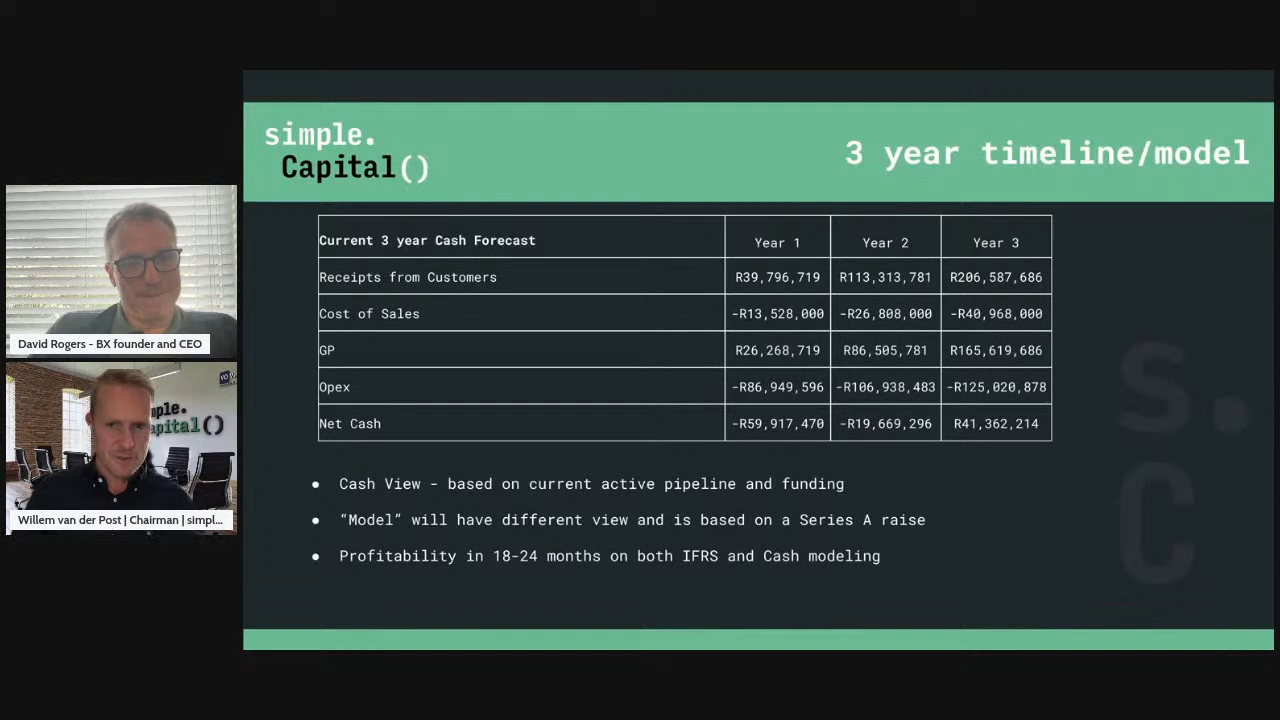 simple.
Capital()
3 year timeline/model
Current 3 year Cash Forecast Year 1 Year 2 Year 3
Receipts from Customers R39,796,719 R113,313,781 R206,587,686
Cost of Sales -R13,528,000 -R26,808,000 -R40,968,000
GP R26,268,719 R86,505,781 R165,619,686
Opex -R86,949,596 -R106,938,483 -R125,020,878
Net Cash -R59,917,470 -R19,669,296 R41,362,214
● Cash View - based on current active pipeline and funding
● “Model” will have different view and is based on a Series A raise
● Profitability in 18-24 months on both IFRS and Cash modeling
s.
C
David Rogers - BX founder and CEO
mple.
apital()
Willem van der Post | Chairman | simpl...